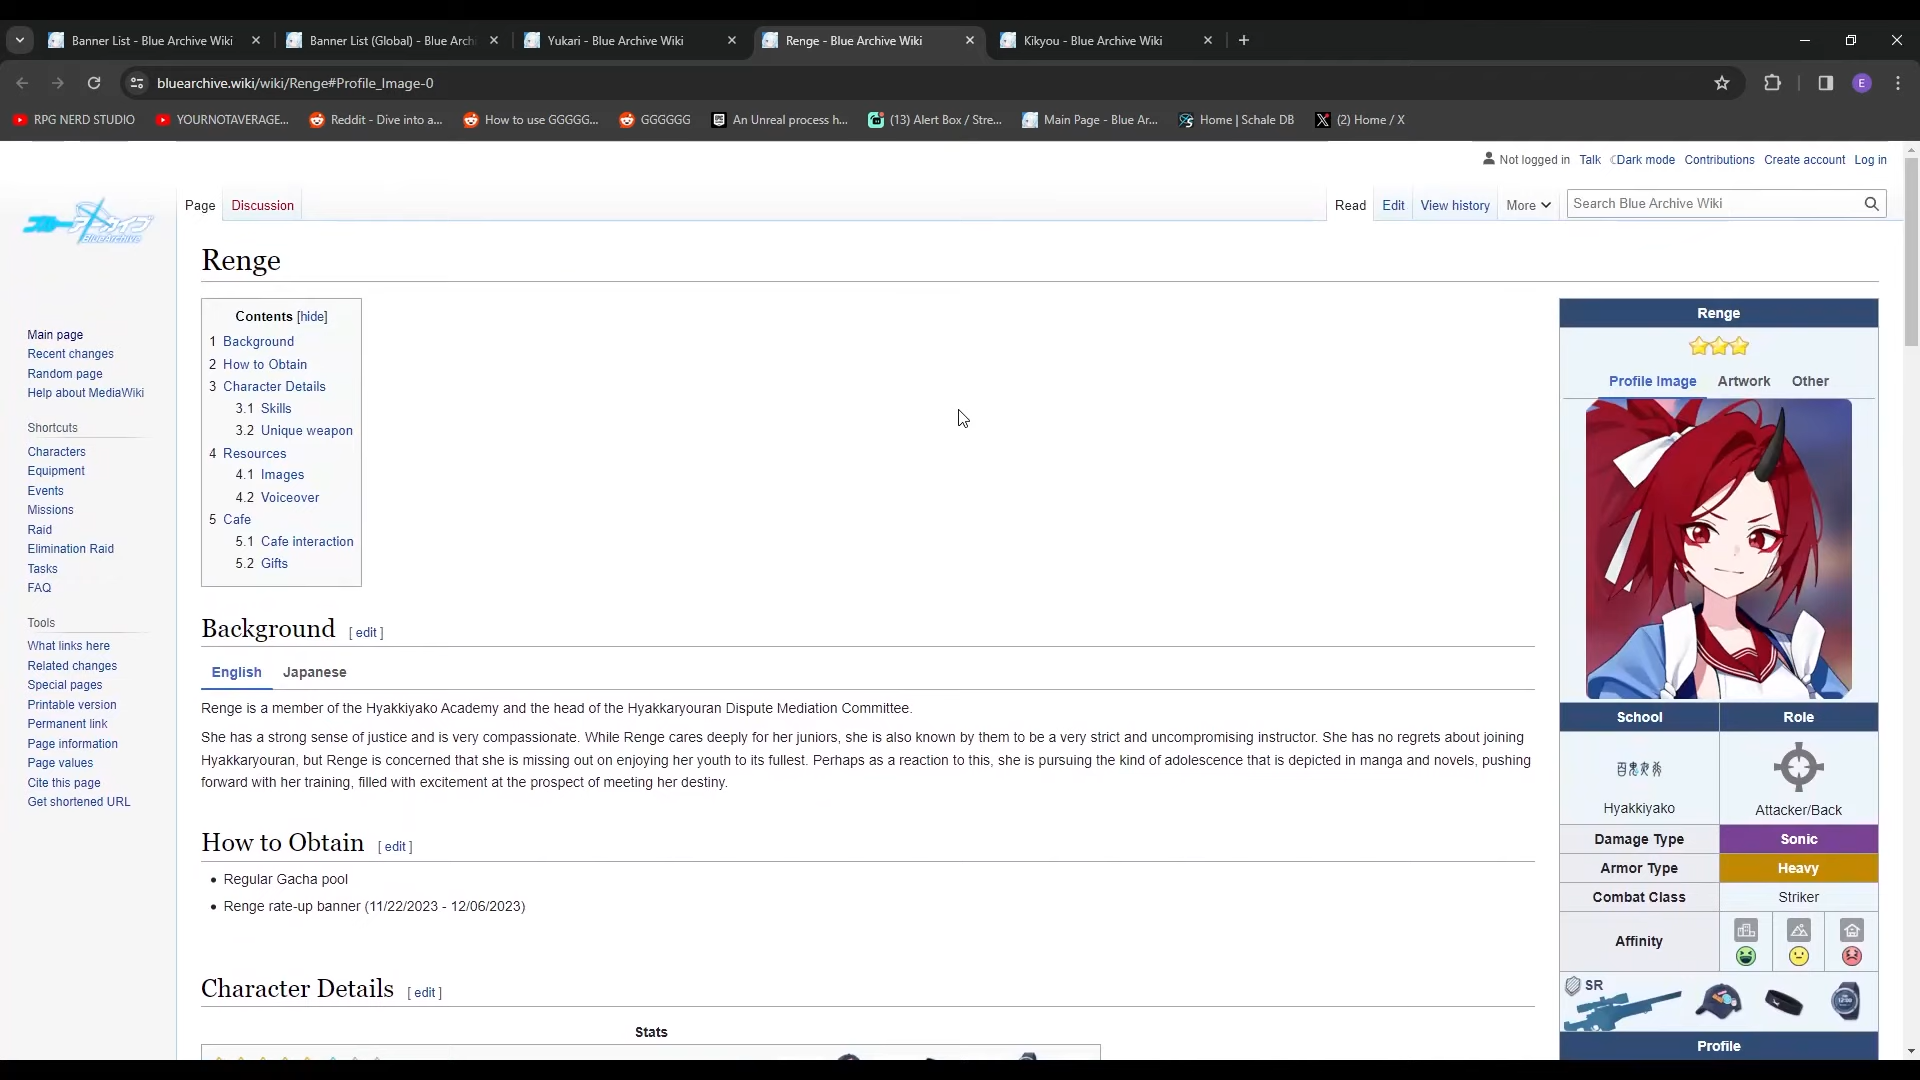 Banner List - Blue Archive Wiki
Banner List (Global) - Blue Archi
Yukari - Blue Archive Wiki
Renge - Blue Archive Wiki
Kikyou - Blue Archive Wiki
bluearchive.wiki/wiki/Renge#Profile_Image-0
E
RPG NERD STUDIO
YOURNOTAVERAGE...
Reddit - Dive into a...
How to use GGGGG...
GGGGGG
An Unreal process h...
(13) Alert Box / Stre...
Main Page - Blue Ar...
Home | Schale DB
(2) Home / X
Not logged in Talk Dark mode Contributions Create account Log in
ブルーアーカイブ
BlueArchive
Page Discussion
Read Edit View history More
Search Blue Archive Wiki
Main page
Recent changes
Random page
Help about MediaWiki
Shortcuts
Characters
Equipment
Events
Missions
Raid
Elimination Raid
Tasks
FAQ
Tools
What links here
Related changes
Special pages
Printable version
Permanent link
Page information
Page values
Cite this page
Get shortened URL
Renge
Contents [hide]
1 Background
2 How to Obtain
3 Character Details
3.1 Skills
3.2 Unique weapon
4 Resources
4.1 Images
4.2 Voiceover
5 Cafe
5.1 Cafe interaction
5.2 Gifts
Background [ edit ]
English Japanese
Renge is a member of the Hyakkiyako Academy and the head of the Hyakkaryouran Dispute Mediation Committee.
She has a strong sense of justice and is very compassionate. While Renge cares deeply for her juniors, she is also known by them to be a very strict and uncompromising instructor. She has no regrets about joining
Hyakkaryouran, but Renge is concerned that she is missing out on enjoying her youth to its fullest. Perhaps as a reaction to this, she is pursuing the kind of adolescence that is depicted in manga and novels, pushing
forward with her training, filled with excitement at the prospect of meeting her destiny.
How to Obtain [ edit ]
Regular Gacha pool
Renge rate-up banner (11/22/2023 - 12/06/2023)
Character Details [ edit ]
Stats
Renge
Profile Image Artwork Other
School Role
Hyakkiyako Attacker/Back
Damage Type Sonic
Armor Type Heavy
Combat Class Striker
Affinity
SR
Profile